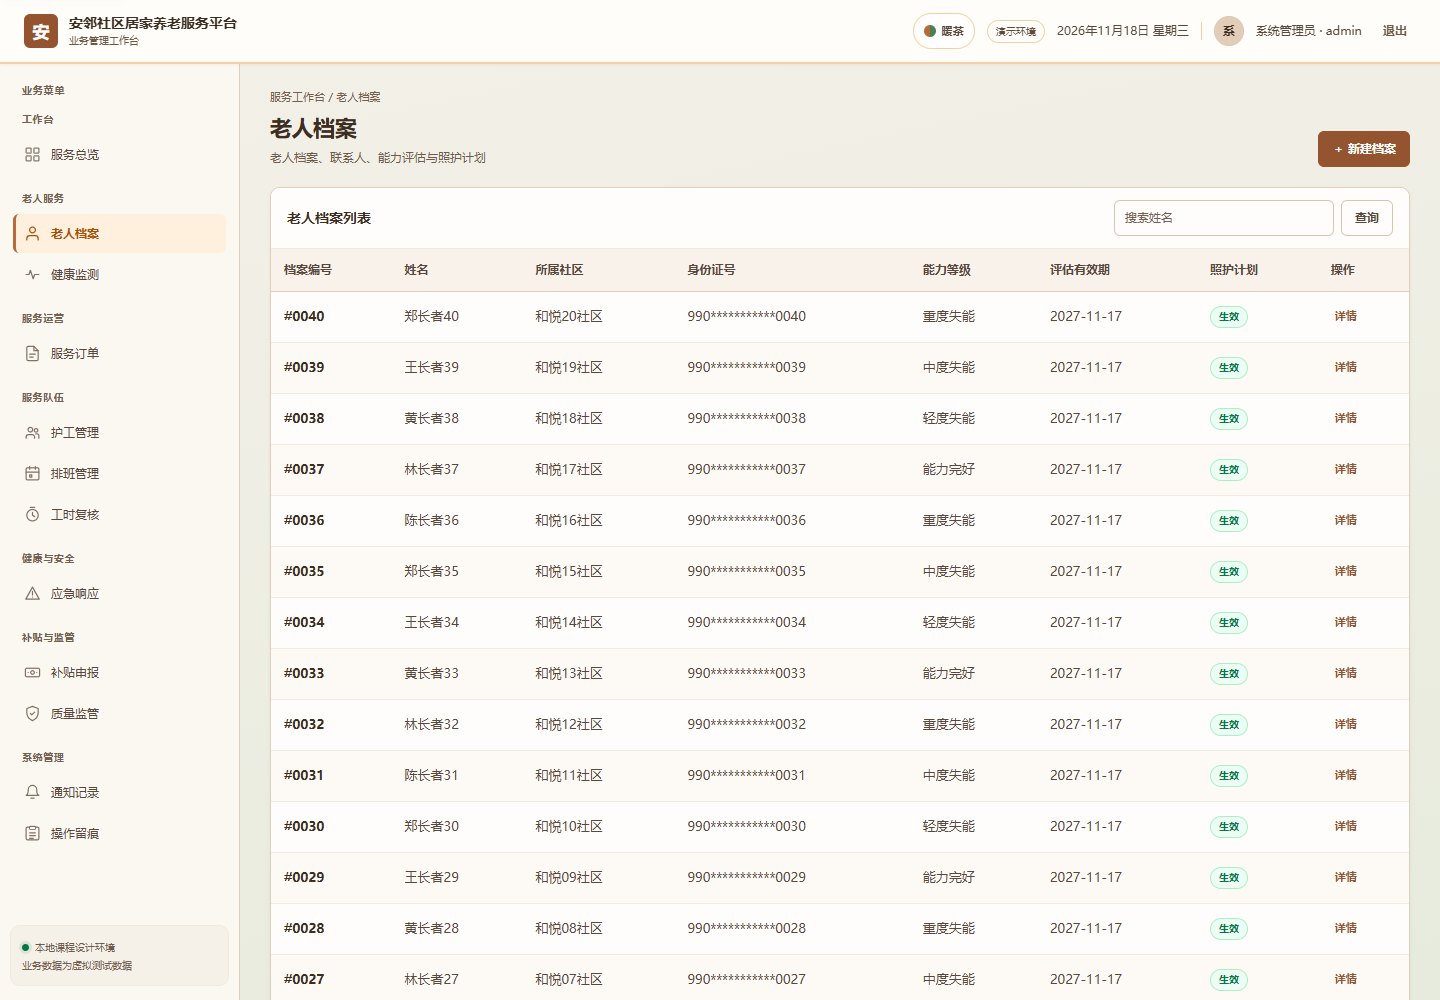 安
安邻社区居家养老服务平台
业务管理工作台
暖茶
演示环境
2026年11月18日 星期三
系
系统管理员 · admin
退出
业务菜单
工作台
服务总览
老人服务
老人档案
健康监测
服务运营
服务订单
服务队伍
护工管理
排班管理
工时复核
健康与安全
应急响应
补贴与监管
补贴申报
质量监管
系统管理
通知记录
操作留痕
本地课程设计环境
业务数据为虚拟测试数据
服务工作台 / 老人档案
老人档案
老人档案、联系人、能力评估与照护计划
+ 新建档案
老人档案列表
搜索姓名
查询
档案编号 姓名 所属社区 身份证号 能力等级 评估有效期 照护计划 操作
#0040 郑长者40 和悦20社区 990***********0040 重度失能 2027-11-17 生效 详情
#0039 王长者39 和悦19社区 990***********0039 中度失能 2027-11-17 生效 详情
#0038 黄长者38 和悦18社区 990***********0038 轻度失能 2027-11-17 生效 详情
#0037 林长者37 和悦17社区 990***********0037 能力完好 2027-11-17 生效 详情
#0036 陈长者36 和悦16社区 990***********0036 重度失能 2027-11-17 生效 详情
#0035 郑长者35 和悦15社区 990***********0035 中度失能 2027-11-17 生效 详情
#0034 王长者34 和悦14社区 990***********0034 轻度失能 2027-11-17 生效 详情
#0033 黄长者33 和悦13社区 990***********0033 能力完好 2027-11-17 生效 详情
#0032 林长者32 和悦12社区 990***********0032 重度失能 2027-11-17 生效 详情
#0031 陈长者31 和悦11社区 990***********0031 中度失能 2027-11-17 生效 详情
#0030 郑长者30 和悦10社区 990***********0030 轻度失能 2027-11-17 生效 详情
#0029 王长者29 和悦09社区 990***********0029 能力完好 2027-11-17 生效 详情
#0028 黄长者28 和悦08社区 990***********0028 重度失能 2027-11-17 生效 详情
#0027 林长者27 和悦07社区 990***********0027 中度失能 2027-11-17 生效 详情